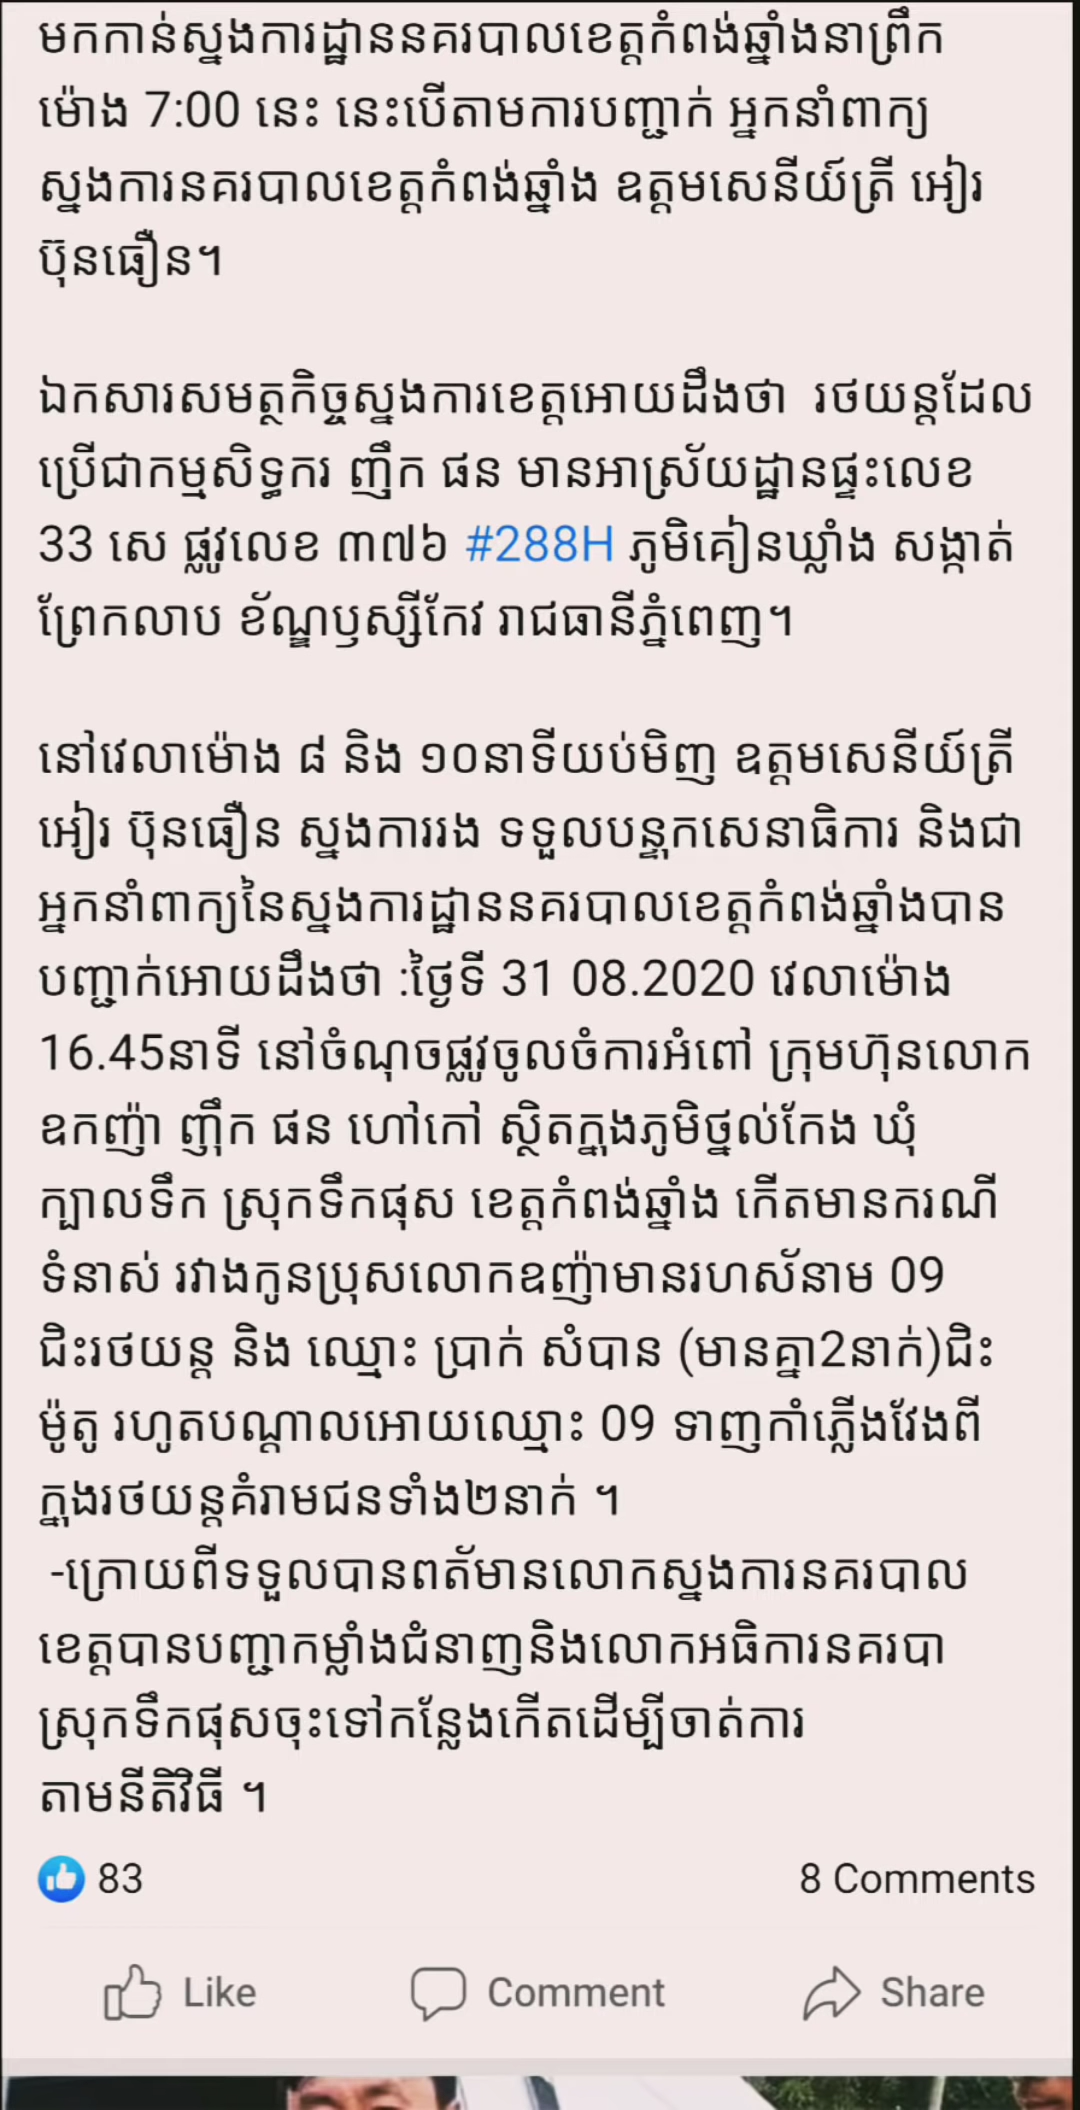 មកកាន់ស្នងការដ្ឋាននគរបាលខេត្តកំពង់ឆ្នាំងនាព្រឹក
ម៉ោង 7:00 នេះ នេះបើតាមការបញ្ជាក់ អ្នកនាំពាក្យ
ស្នងការនគរបាលខេត្តកំពង់ឆ្នាំង ឧត្តមសេនីយ៍ត្រី អៀរ
ប៊ុនធឿន។
ឯកសារសមត្ថកិច្ចស្នងការខេត្តអោយដឹងថា រថយន្តដែល
ប្រើជាកម្មសិទ្ធករ ញឹក ផន មានអាស្រ័យដ្ឋានផ្ទះលេខ
33 សេ ផ្លូវលេខ ៣៧៦ #288H ភូមិគៀនឃ្លាំង សង្កាត់
ព្រែកលាប ខ័ណ្ឌឫស្សីកែវ រាជធានីភ្នំពេញ។
នៅវេលាម៉ោង ៨ និង ១០នាទីយប់មិញ ឧត្តមសេនីយ៍ត្រី
អៀរ ប៊ុនធឿន ស្នងការរង ទទួលបន្ទុកសេនាធិការ និងជា
អ្នកនាំពាក្យនៃស្នងការដ្ឋាននគរបាលខេត្តកំពង់ឆ្នាំងបាន
បញ្ជាក់អោយដឹងថា :ថ្ងៃទី 31 08.2020 វេលាម៉ោង
16.45នាទី នៅចំណុចផ្លូវចូលចំការអំពៅ ក្រុមហ៊ុនលោក
ឧកញ៉ា ញ៉ឹក ផន ហៅកៅ ស្ថិតក្នុងភូមិថ្នល់កែង ឃុំ
ក្បាលទឹក ស្រុកទឹកផុស ខេត្តកំពង់ឆ្នាំង កើតមានករណី
ទំនាស់ រវាងកូនប្រុសលោកឧញ៉ាមានរហស័នាម 09
ជិះរថយន្ត និង ឈ្មោះ ប្រាក់ សំបាន (មានគ្នា2នាក់)ជិះ
ម៉ូតូ រហូតបណ្តាលអោយឈ្មោះ 09 ទាញកាំភ្លើងវែងពី
ក្នុងរថយន្តគំរាមជនទាំង២នាក់ ។
-ក្រោយពីទទួលបានពត័មានលោកស្នងការនគរបាល
ខេត្តបានបញ្ជាកម្លាំងជំនាញនិងលោកអធិការនគរបា
ស្រុកទឹកផុសចុះទៅកន្លែងកើតដើម្បីចាត់ការ
តាមនីតិវិធី ។
83 8 Comments
Like Comment Share